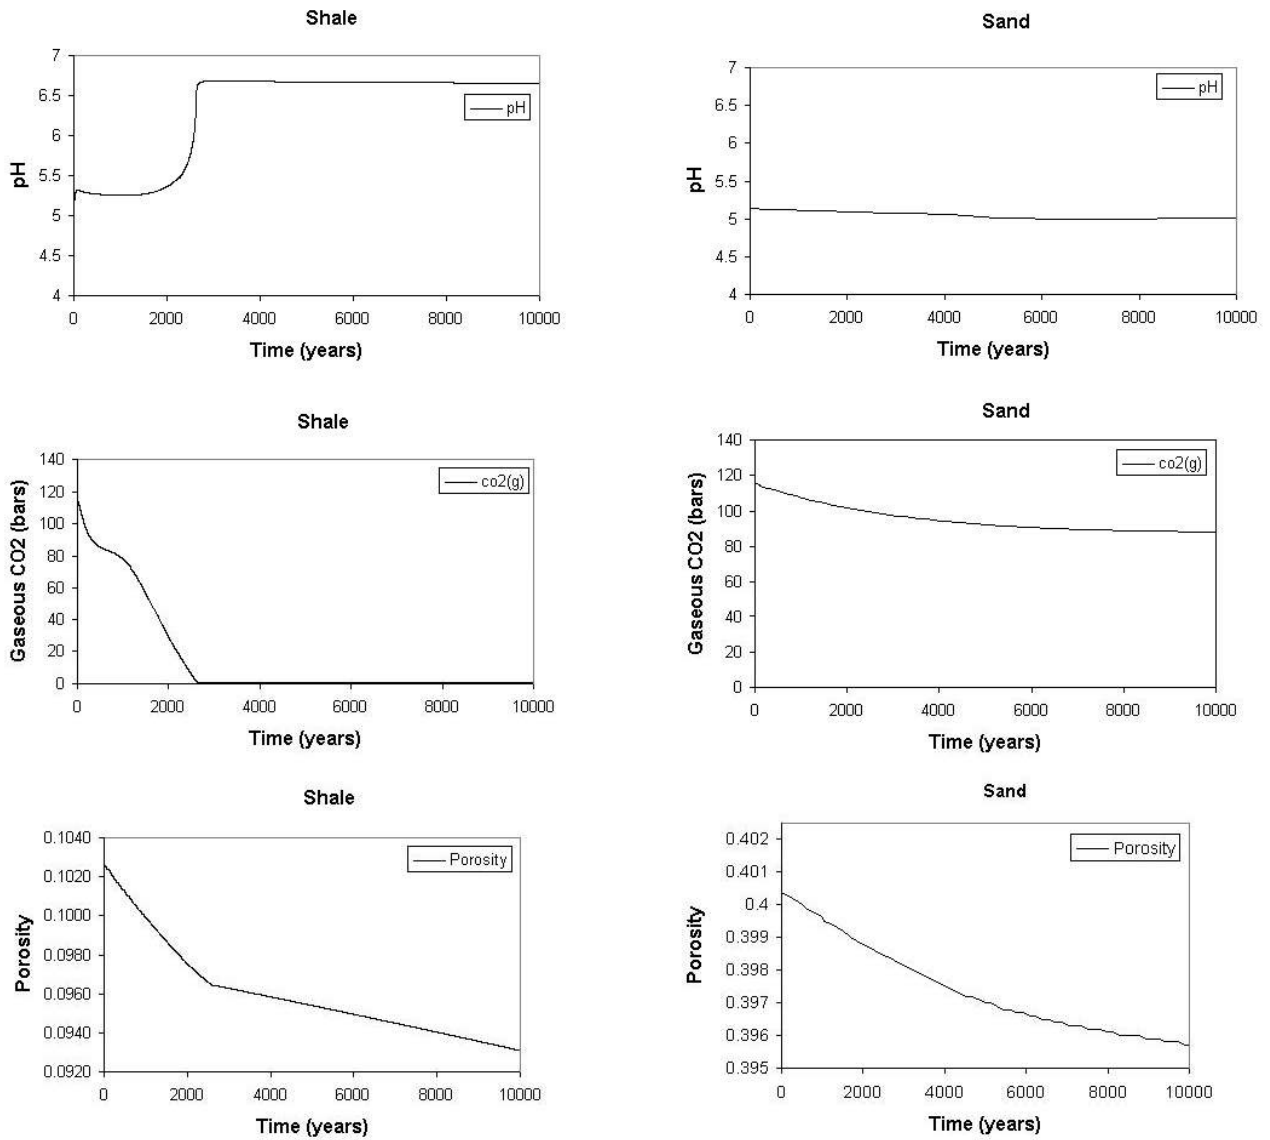 Shale
7
6.5
6
5.5
5
4.5
4
pH
pH
0 2000 4000 6000 8000 10000
Time (years)
Sand
7
6.5
6
5.5
5
4.5
4
pH
pH
0 2000 4000 6000 8000 10000
Time (years)
Shale
140
120
100
80
60
40
20
0
Gaseous CO2 (bars)
co2(g)
0 2000 4000 6000 8000 10000
Time (years)
Sand
140
120
100
80
60
40
20
0
Gaseous CO2 (bars)
co2(g)
0 2000 4000 6000 8000 10000
Time (years)
Shale
0.1040
0.1020
0.1000
0.0980
0.0960
0.0940
0.0920
Porosity
Porosity
0 2000 4000 6000 8000 10000
Time (years)
Sand
0.402
0.401
0.4
0.399
0.398
0.397
0.396
0.395
Porosity
Porosity
0 2000 4000 6000 8000 10000
Time (years)